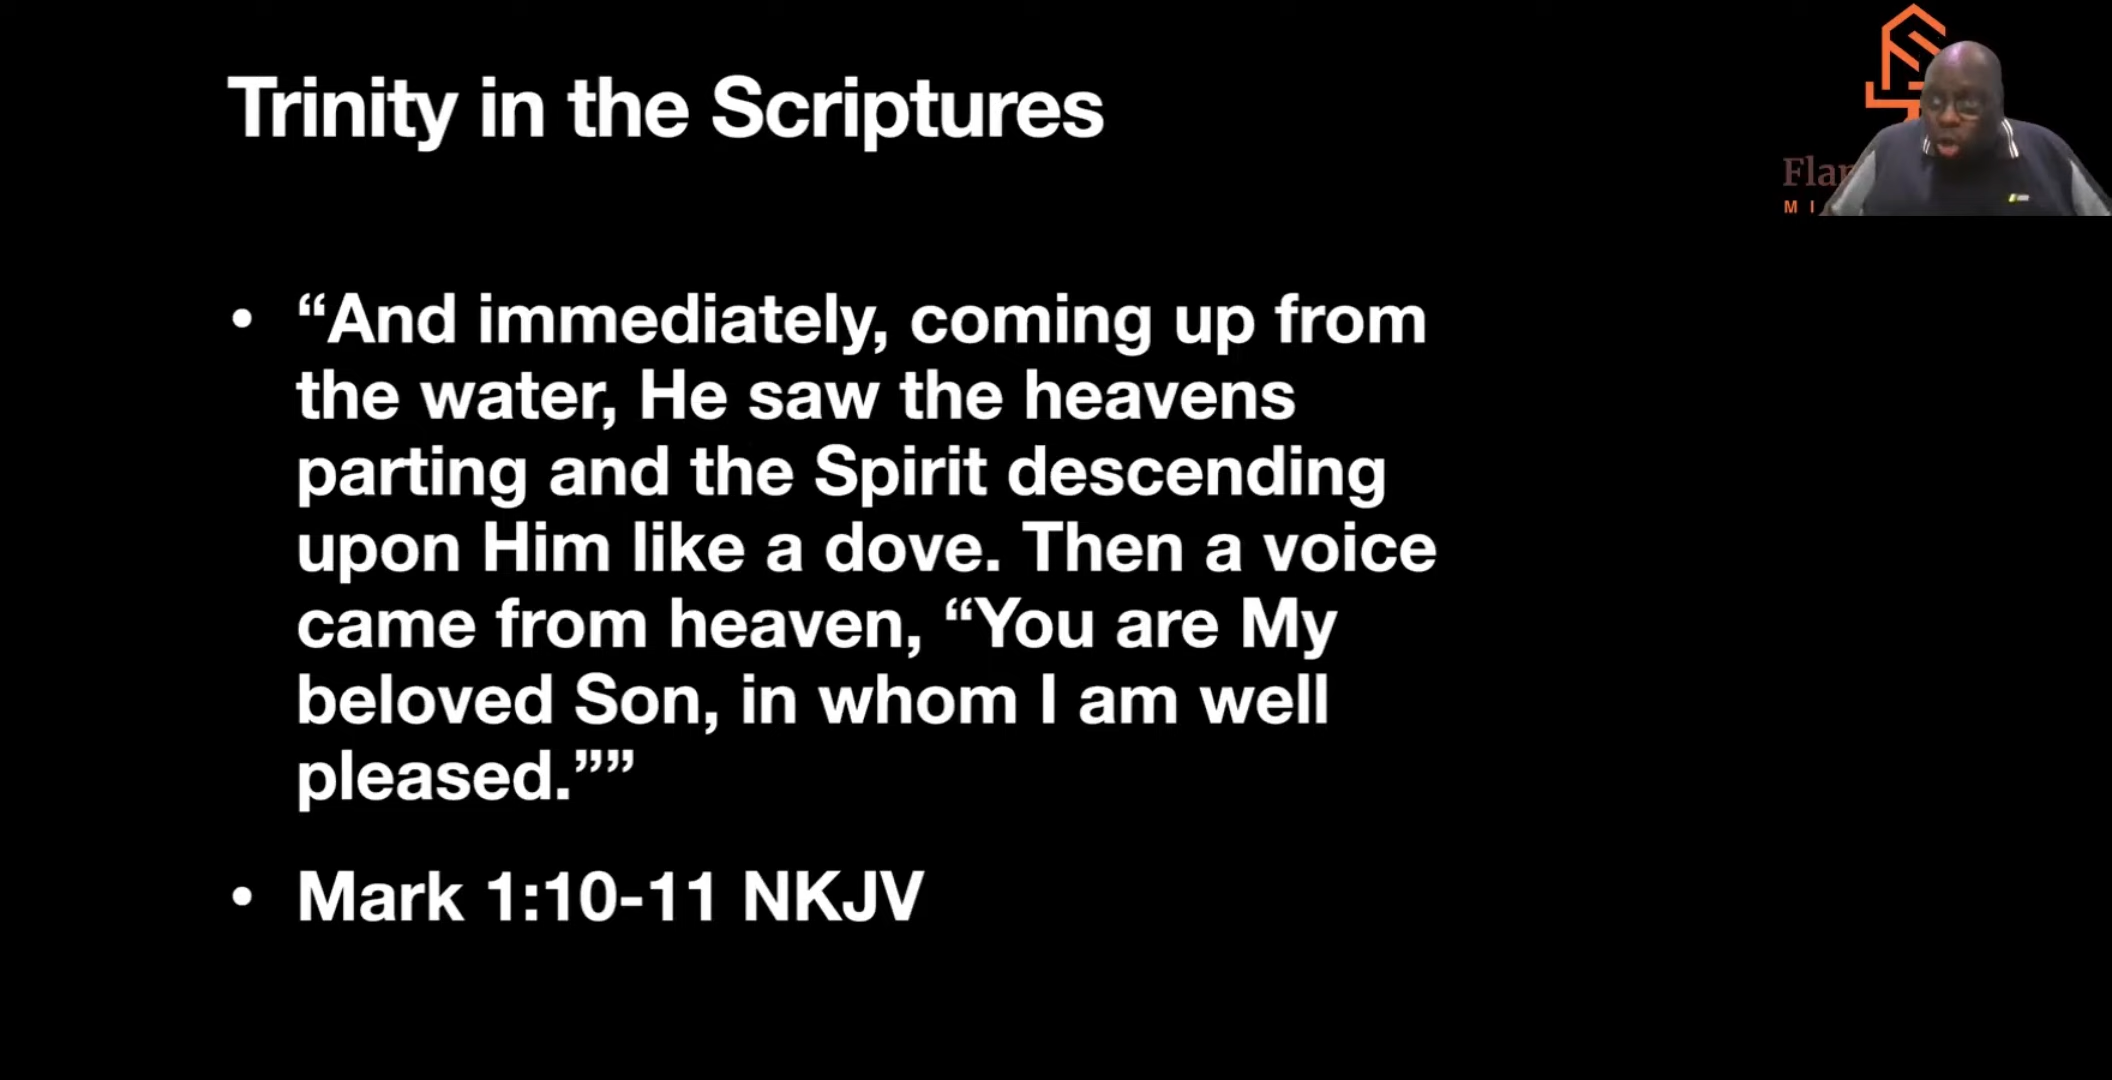 Trinity in the Scriptures
• “And immediately, coming up from
the water, He saw the heavens
parting and the Spirit descending
upon Him like a dove. Then a voice
came from heaven, “You are My
beloved Son, in whom I am well
pleased.””
• Mark 1:10-11 NKJV